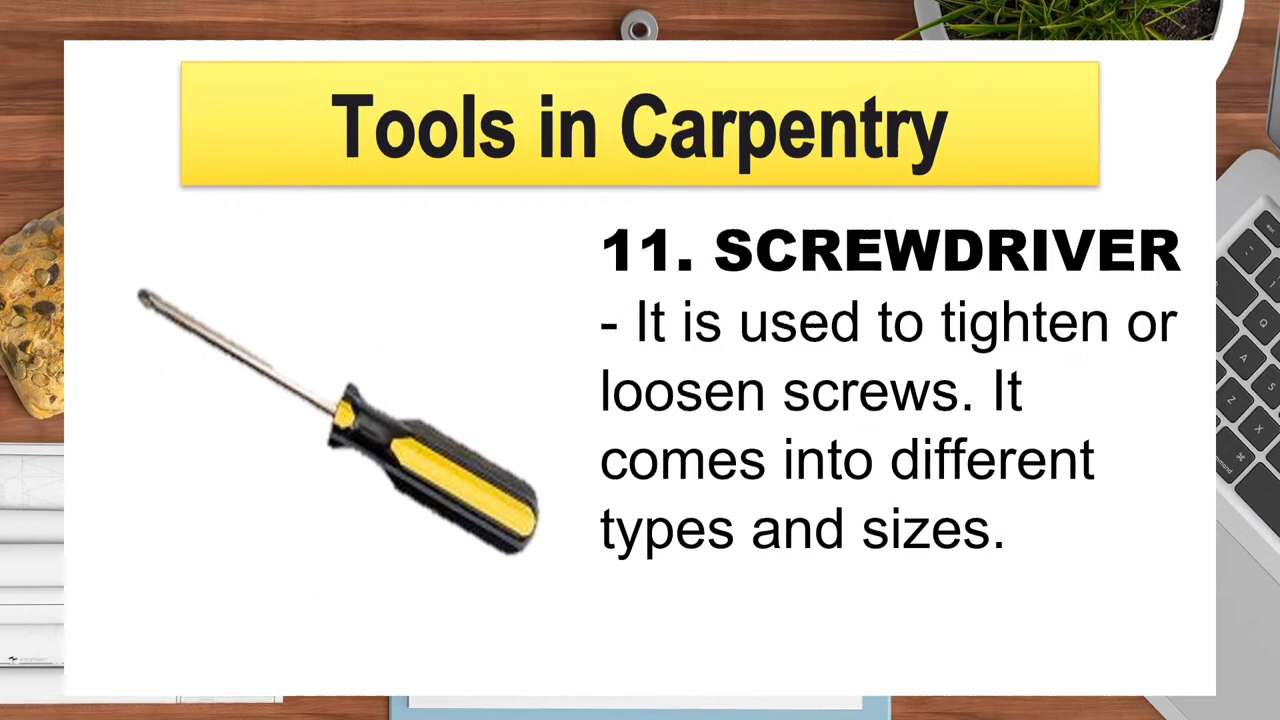 Tools in Carpentry
11. SCREWDRIVER
- It is used to tighten or
loosen screws. It
comes into different
types and sizes.
esc
Q
A
Z
X
⌘